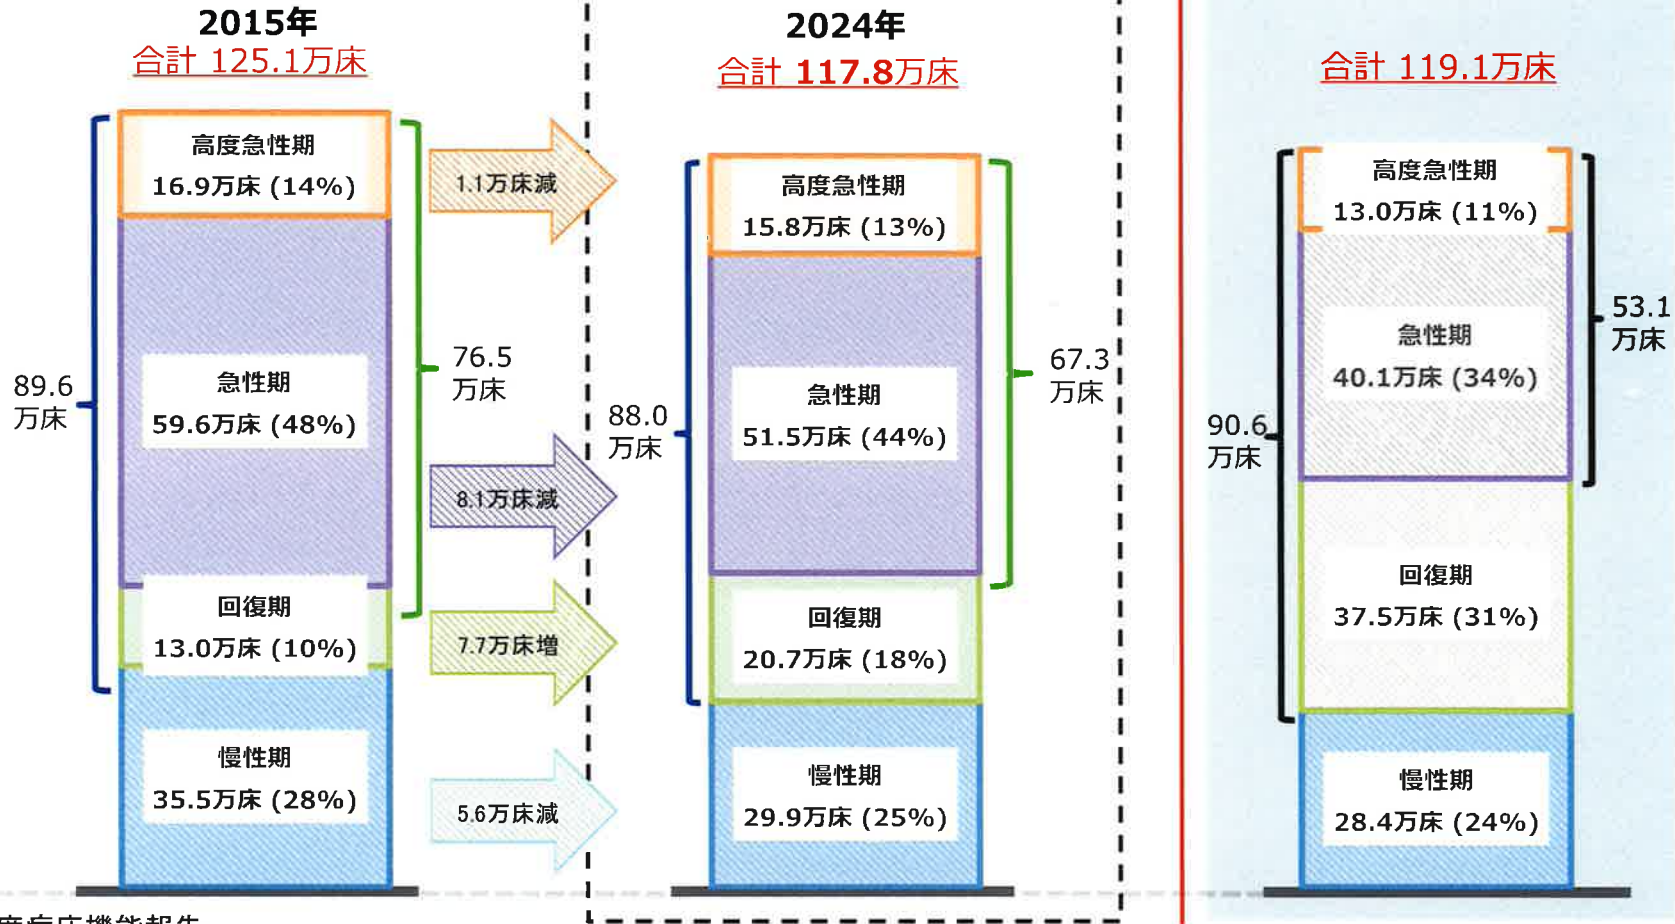 2015年
合計 125.1万床
高度急性期
16.9万床 (14%)
急性期
59.6万床 (48%)
回復期
13.0万床 (10%)
慢性期
35.5万床 (28%)
89.6
万床
76.5
万床
1.1万床減
8.1万床減
7.7万床増
5.6万床減
2024年
合計 117.8万床
高度急性期
15.8万床 (13%)
急性期
51.5万床 (44%)
回復期
20.7万床 (18%)
慢性期
29.9万床 (25%)
88.0
万床
67.3
万床
合計 119.1万床
高度急性期
13.0万床 (11%)
急性期
40.1万床 (34%)
回復期
37.5万床 (31%)
慢性期
28.4万床 (24%)
90.6
万床
53.1
万床
度病床機能報告